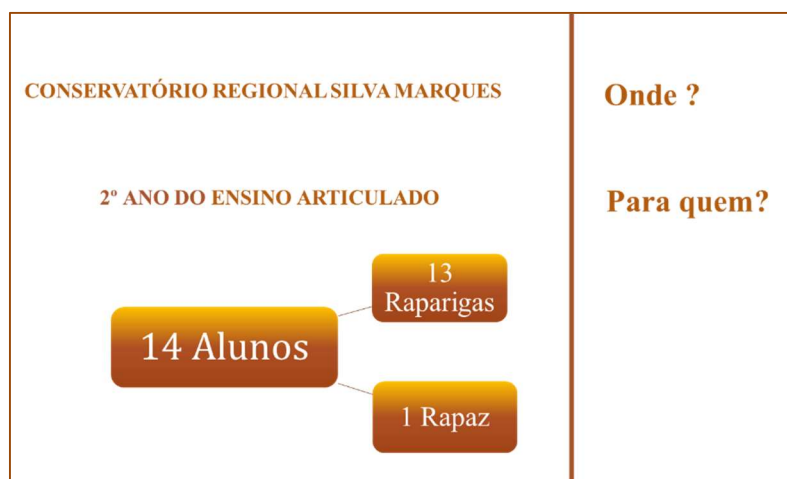 CONSERVATÓRIO REGIONAL SILVA MARQUES
Onde ?
2º ANO DO ENSINO ARTICULADO
Para quem?
14 Alunos
13
Raparigas
1 Rapaz